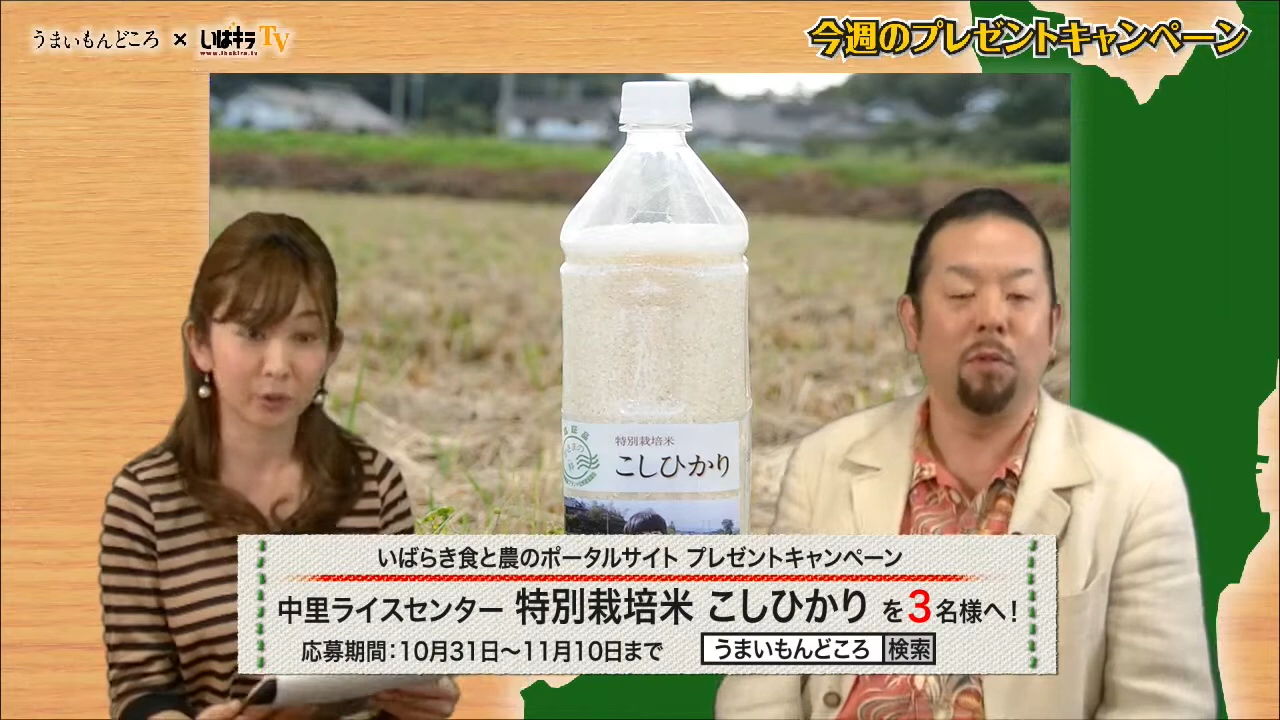 うまいもんどころ × いばキラTV
www.ibakira.tv
今週のプレゼントキャンペーン
特別栽培米
こしひかり
いばらき食と農のポータルサイト プレゼントキャンペーン
中里ライスセンター 特別栽培米 こしひかり を3名様へ!
応募期間:10月31日〜11月10日まで うまいもんどころ 検索